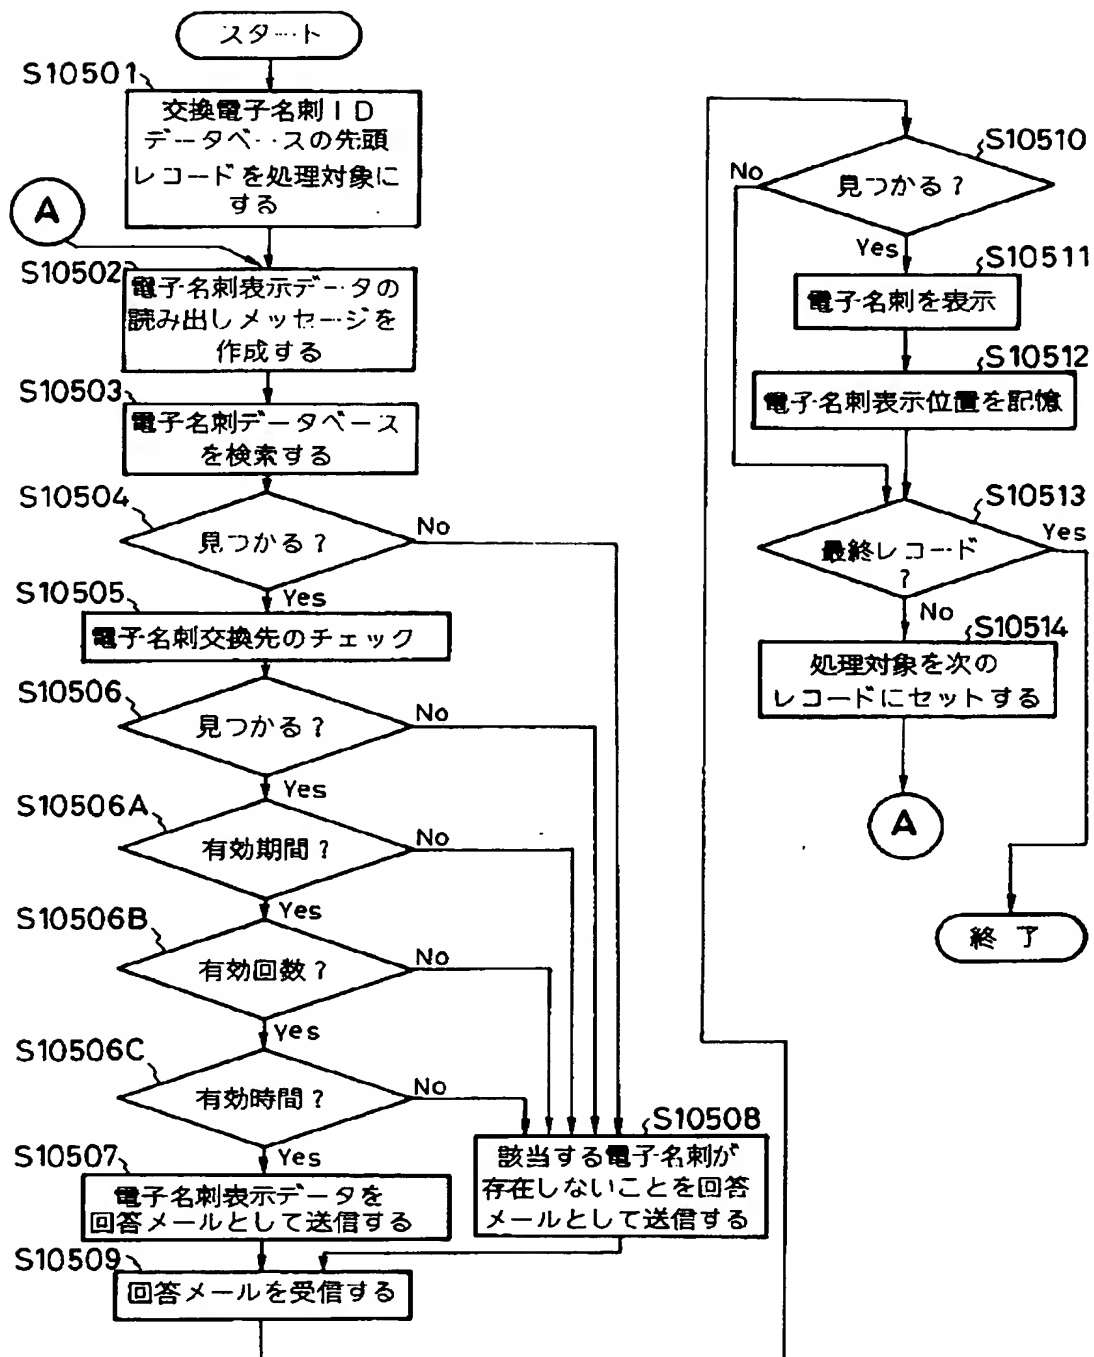 スタート
S10501
交換電子名刺ID
データベースの先頭
レコードを処理対象に
する
A
S10502
電子名刺表示データの
読み出しメッセージを
作成する
S10503
電子名刺データベース
を検索する
S10504
見つかる?
No
Yes
S10505
電子名刺交換先のチェック
S10506
見つかる?
No
Yes
S10506A
有効期間?
No
Yes
S10506B
有効回数?
No
Yes
S10506C
有効時間?
No
Yes
S10507
電子名刺表示データを
回答メールとして送信する
S10508
該当する電子名刺が
存在しないことを回答
メールとして送信する
S10509
回答メールを受信する
S10510
見つかる?
No
Yes
S10511
電子名刺を表示
S10512
電子名刺表示位置を記憶
S10513
最終レコード
?
Yes
No
S10514
処理対象を次の
レコードにセットする
A
終了